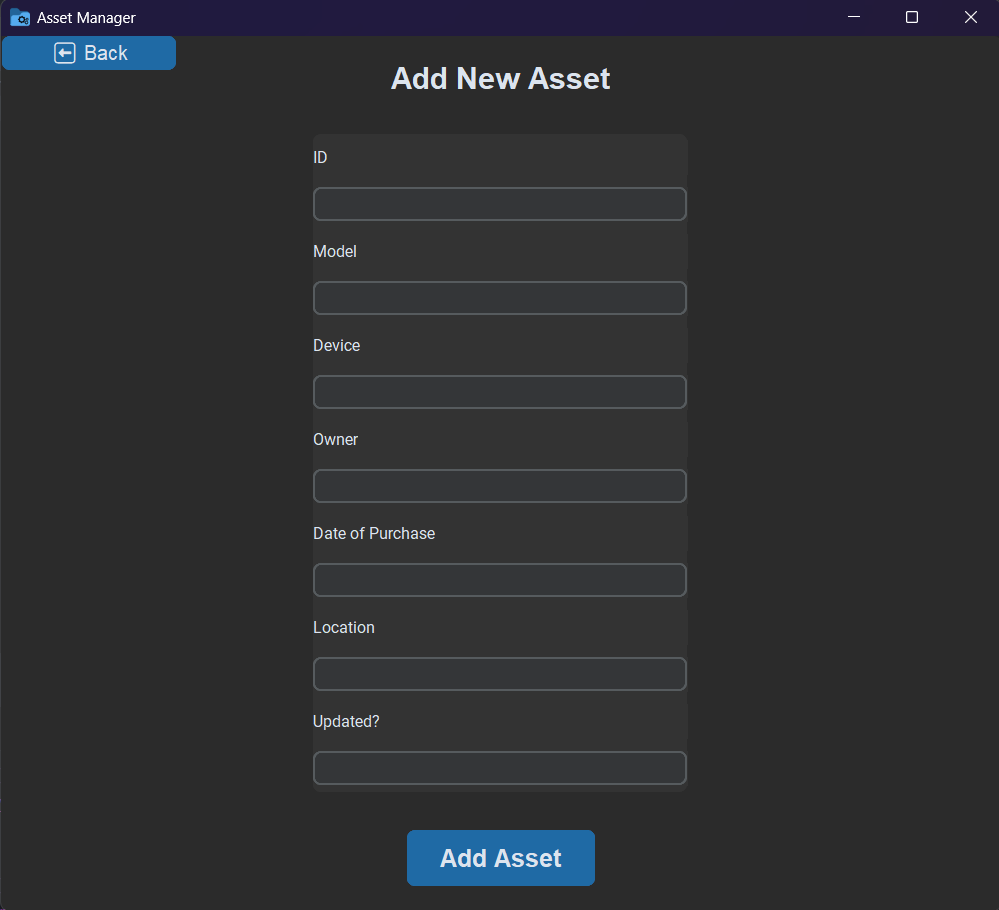 Asset Manager
Back
Add New Asset
ID
Model
Device
Owner
Date of Purchase
Location
Updated?
Add Asset